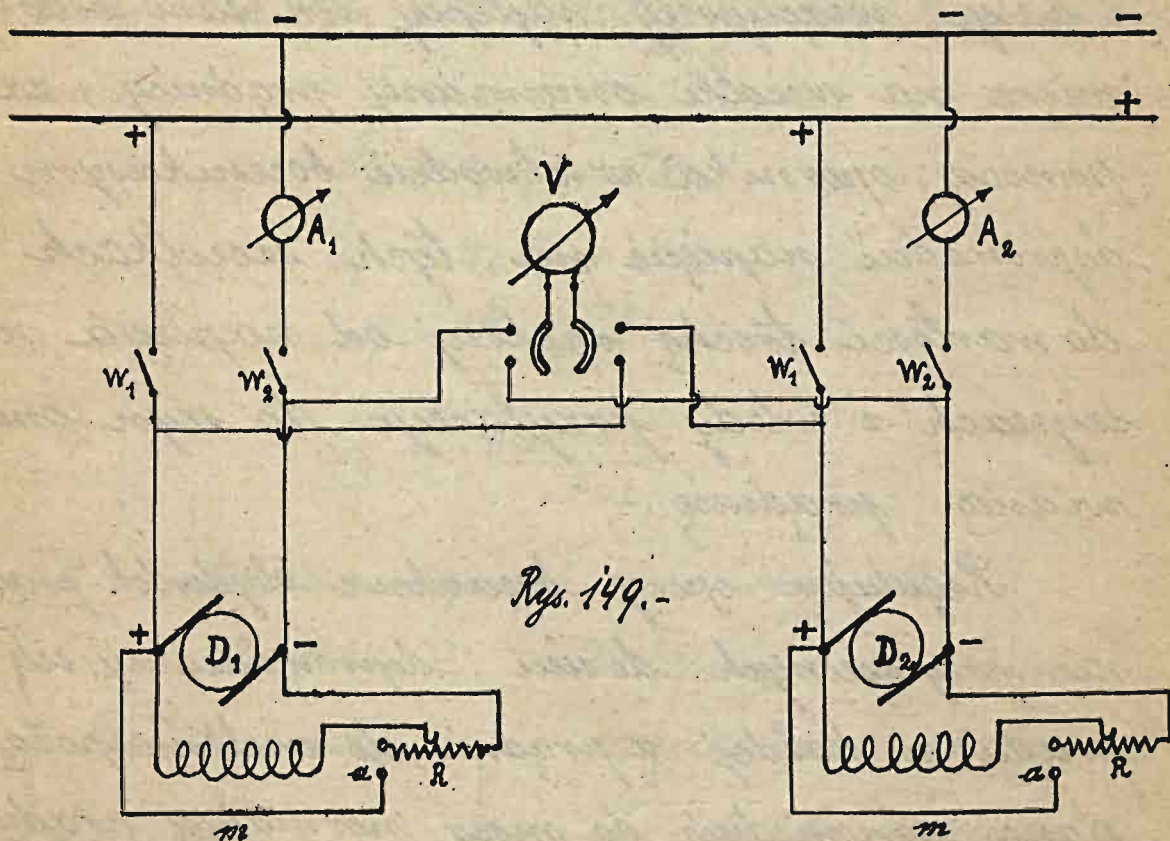 − − −
+ + +
V
A₁ A₂
W₁ W₂ W₁ W₂
Rys. 149.-
+ D₁ − + D₂ −
a R a R
m m